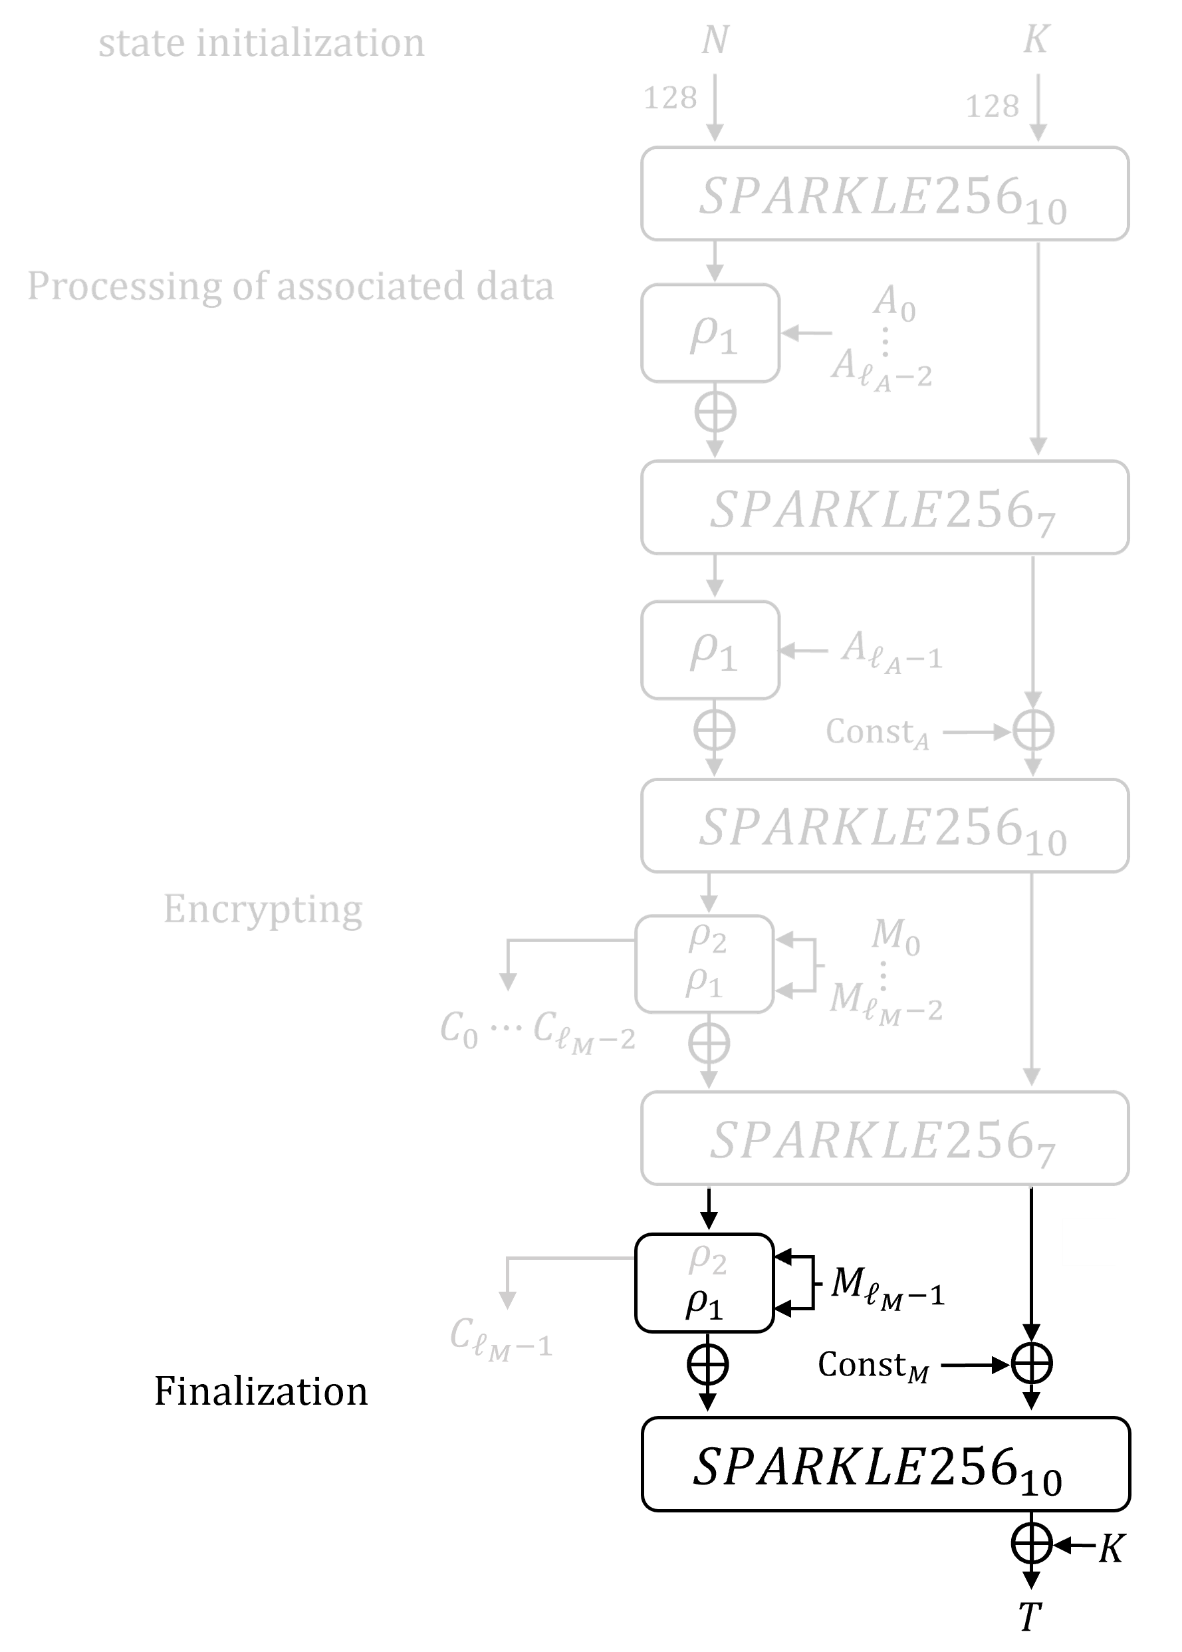 state initialization
N K
128 128
SPARKLE256₁₀
Processing of associated data
ρ₁
A₀
⋮
A_{ℓ_A−2}
SPARKLE256₇
ρ₁ A_{ℓ_A−1}
Const_A
SPARKLE256₁₀
Encrypting
ρ₂
ρ₁
M₀
⋮
M_{ℓ_M−2}
C₀ ⋯ C_{ℓ_M−2}
SPARKLE256₇
ρ₂
ρ₁
M_{ℓ_M−1}
C_{ℓ_M−1}
Const_M
Finalization
SPARKLE256₁₀
K
T